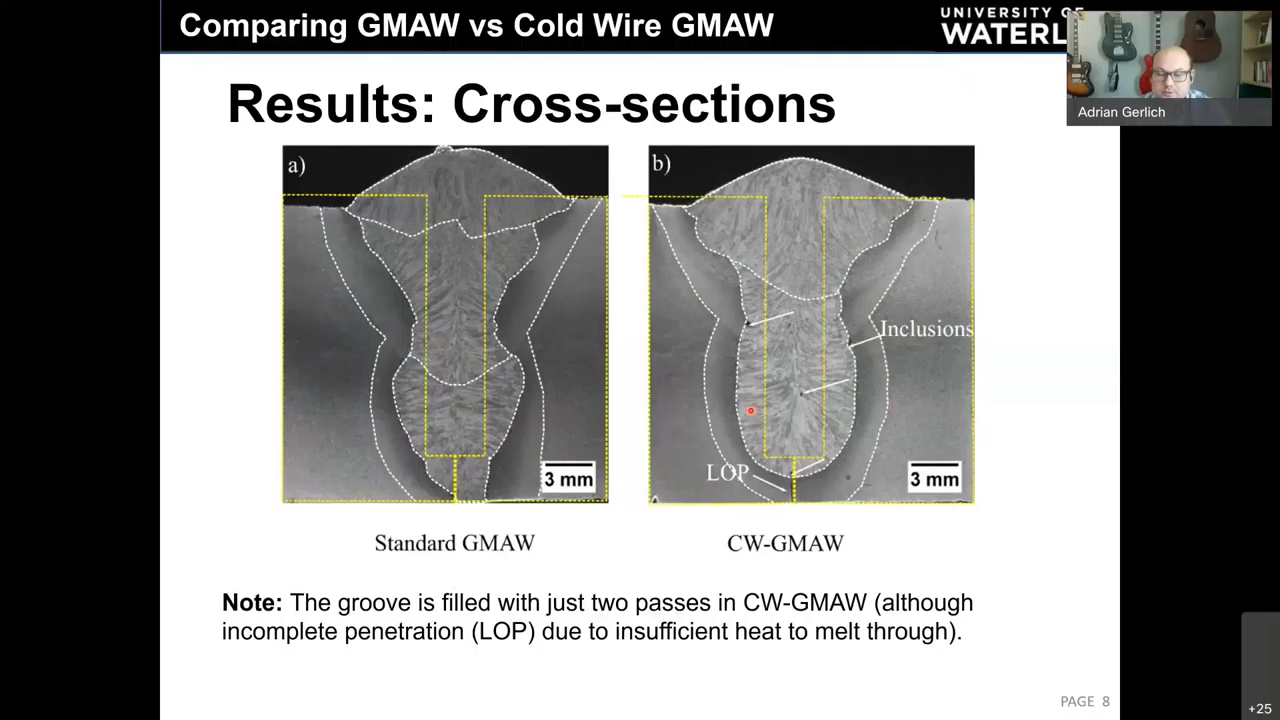 Comparing GMAW vs Cold Wire GMAW
UNIVERSITY OF
WATERL
Adrian Gerlich
Results: Cross-sections
a)
b)
Inclusions
LOP
3 mm
3 mm
Standard GMAW
CW-GMAW
Note: The groove is filled with just two passes in CW-GMAW (although
incomplete penetration (LOP) due to insufficient heat to melt through).
PAGE 8
+25